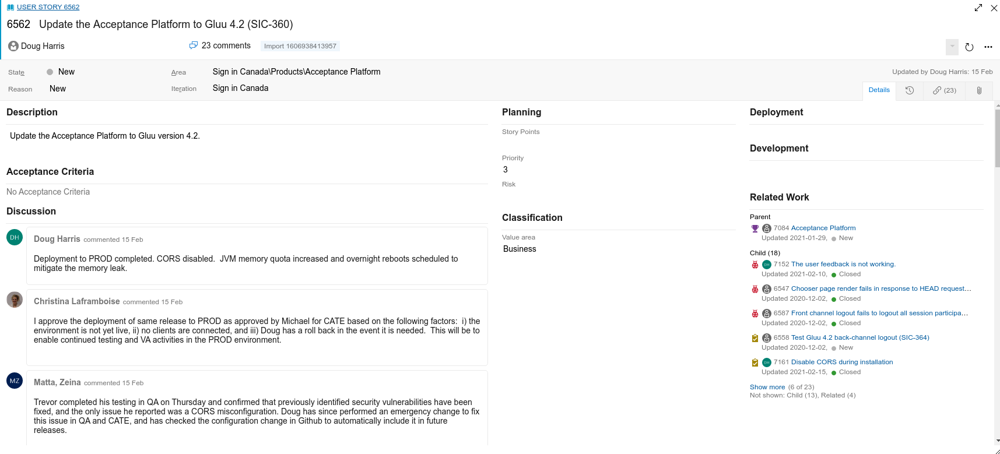 USER STORY 6562
6562 Update the Acceptance Platform to Gluu 4.2 (SIC-360)
Doug Harris
23 comments
Import 1606938413957
State
New
Area
Sign in Canada\Products\Acceptance Platform
Updated by Doug Harris: 15 Feb
Reason
New
Iteration
Sign in Canada
Details
(23)
Description
Update the Acceptance Platform to Gluu version 4.2.
Acceptance Criteria
No Acceptance Criteria
Discussion
DH
Doug Harris commented 15 Feb
Deployment to PROD completed. CORS disabled.  JVM memory quota increased and overnight reboots scheduled to
mitigate the memory leak.
Christina Laframboise commented 15 Feb
I approve the deployment of same release to PROD as approved by Michael for CATE based on the following factors:  i) the
environment is not yet live, ii) no clients are connected, and iii) Doug has a roll back in the event it is needed.  This will be to
enable continued testing and VA activities in the PROD environment.
MZ
Matta, Zeina commented 15 Feb
Trevor completed his testing in QA on Thursday and confirmed that previously identified security vulnerabilities have been
fixed, and the only issue he reported was a CORS misconfiguration. Doug has since performed an emergency change to fix
this issue in QA and CATE, and has checked the configuration change in Github to automatically include it in future
releases.
Planning
Story Points
Priority
3
Risk
Classification
Value area
Business
Deployment
Development
Related Work
Parent
7084 Acceptance Platform
Updated 2021-01-29, New
Child (18)
DH 7152 The user feedback is not working.
Updated 2021-02-10, Closed
6547 Chooser page render fails in response to HEAD request...
Updated 2020-12-02, Closed
6587 Front channel logout fails to logout all session participa...
Updated 2020-12-02, Closed
6558 Test Gluu 4.2 back-channel logout (SIC-364)
Updated 2020-12-02, New
DH 7161 Disable CORS during installation
Updated 2021-02-15, Closed
Show more (6 of 23)
Not shown: Child (13), Related (4)